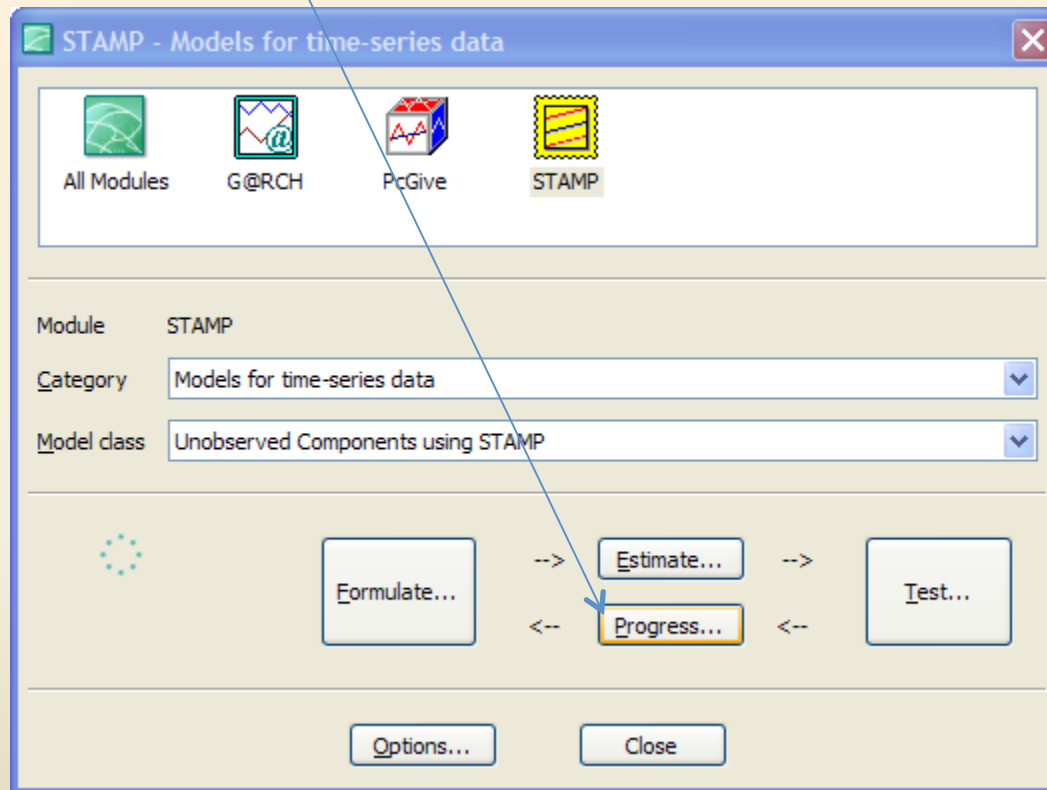 STAMP - Models for time-series data
All Modules G@RCH PcGive STAMP
Module STAMP
Category Models for time-series data
Model class Unobserved Components using STAMP
Formulate... --> Estimate... --> Test...
<-- Progress... <--
Options... Close